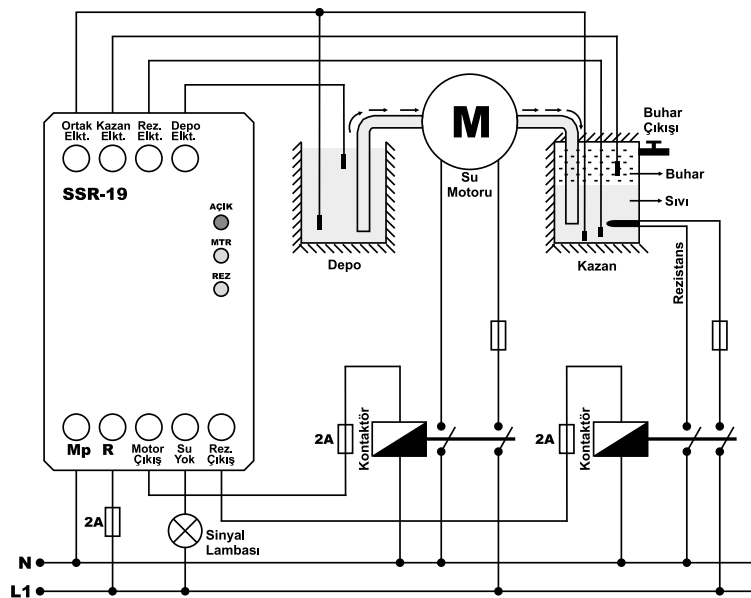 Ortak Elkt.
Kazan Elkt.
Rez. Elkt.
Depo Elkt.
SSR-19
AÇIK
MTR
REZ
M
Su Motoru
Buhar Çıkışı
Buhar
Sıvı
Depo
Kazan
Rezistans
Mp
R
Motor Çıkış
Su Yok
Rez. Çıkış
2A
Kontaktör
2A
Kontaktör
2A
Sinyal Lambası
N
L1